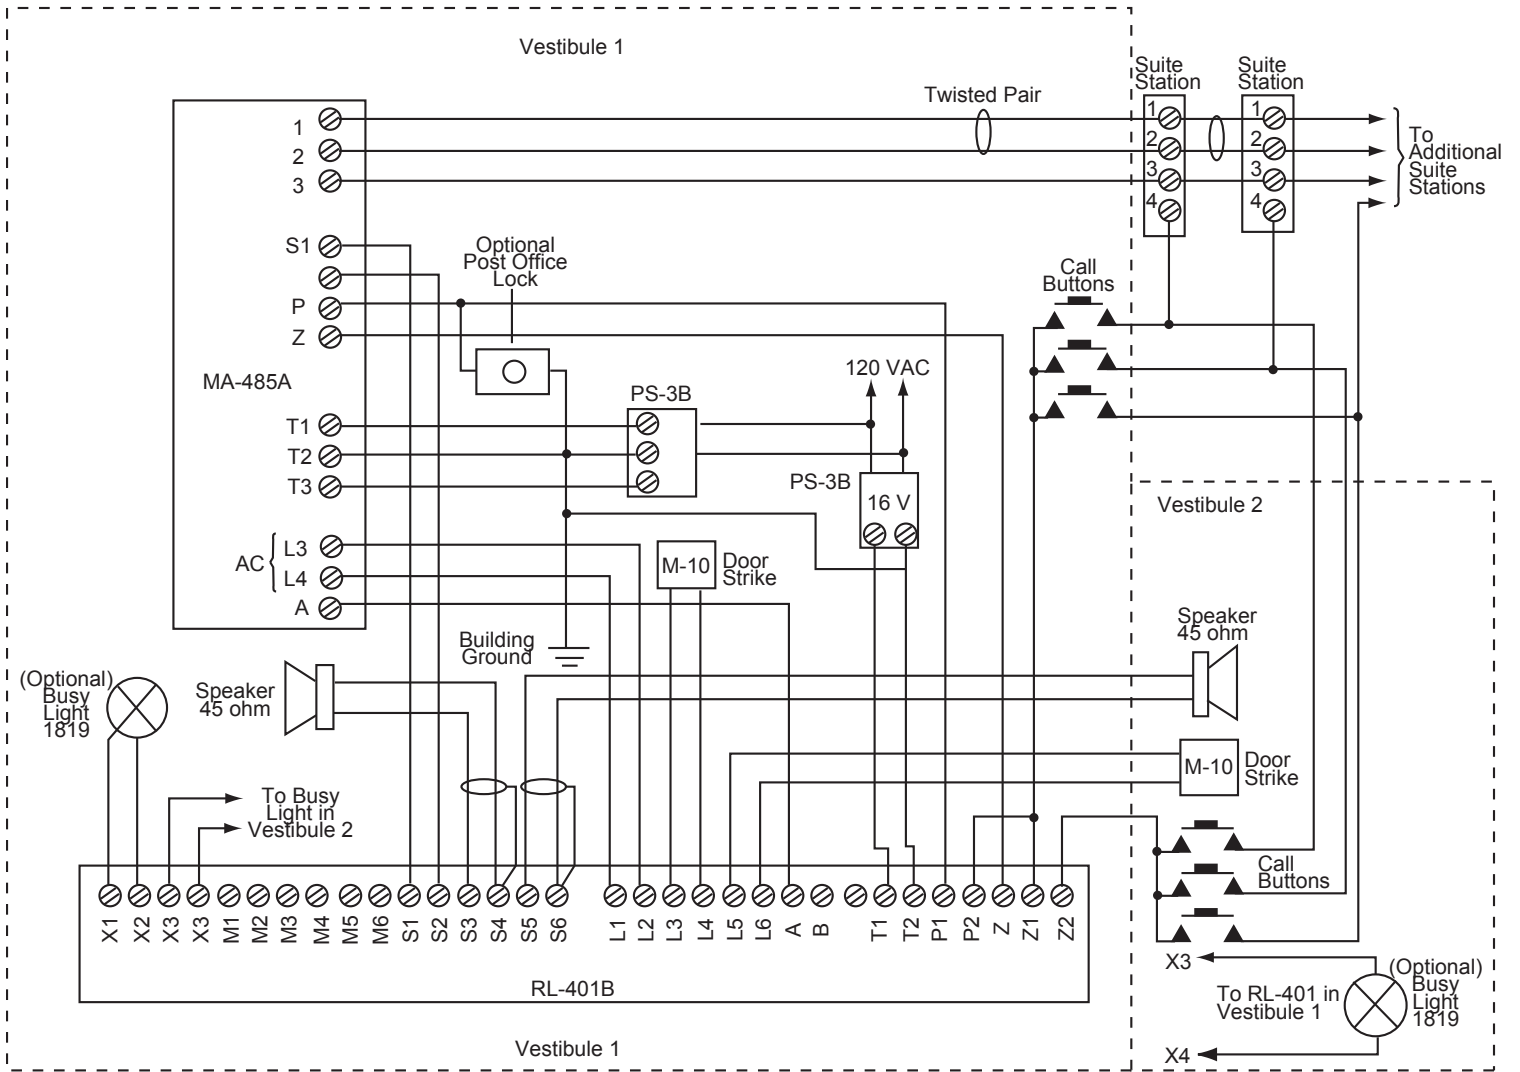 Vestibule 1
Twisted Pair
Suite
Station
Suite
Station
1
2
3
4
1
2
3
4
To
Additional
Suite
Stations
1
2
3
S1
P
Z
MA-485A
T1
T2
T3
AC
L3
L4
A
Optional
Post Office
Lock
PS-3B
120 VAC
PS-3B
16 V
Call
Buttons
M-10
Door
Strike
Building
Ground
Vestibule 2
Speaker
45 ohm
(Optional)
Busy
Light
1819
Speaker
45 ohm
M-10
Door
Strike
To Busy
Light in
Vestibule 2
Call
Buttons
X1
X2
X3
X3
M1
M2
M3
M4
M5
M6
S1
S2
S3
S4
S5
S6
L1
L2
L3
L4
L5
L6
A
B
T1
T2
P1
P2
Z
Z1
Z2
RL-401B
X3
To RL-401 in
Vestibule 1
X4
(Optional)
Busy
Light
1819
Vestibule 1